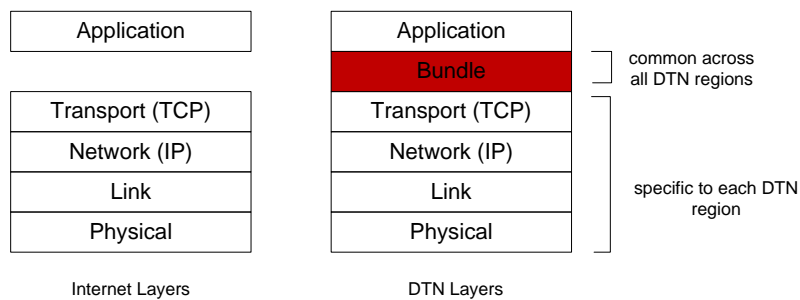 Application
Transport (TCP)
Network (IP)
Link
Physical
Internet Layers
Application
Bundle
Transport (TCP)
Network (IP)
Link
Physical
DTN Layers
common across
all DTN regions
specific to each DTN
region